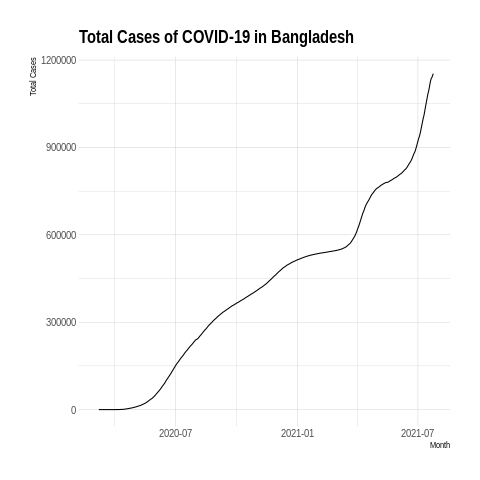 Total Cases of COVID-19 in Bangladesh
Total Cases
1200000
900000
600000
300000
0
2020-07
2021-01
2021-07
Month